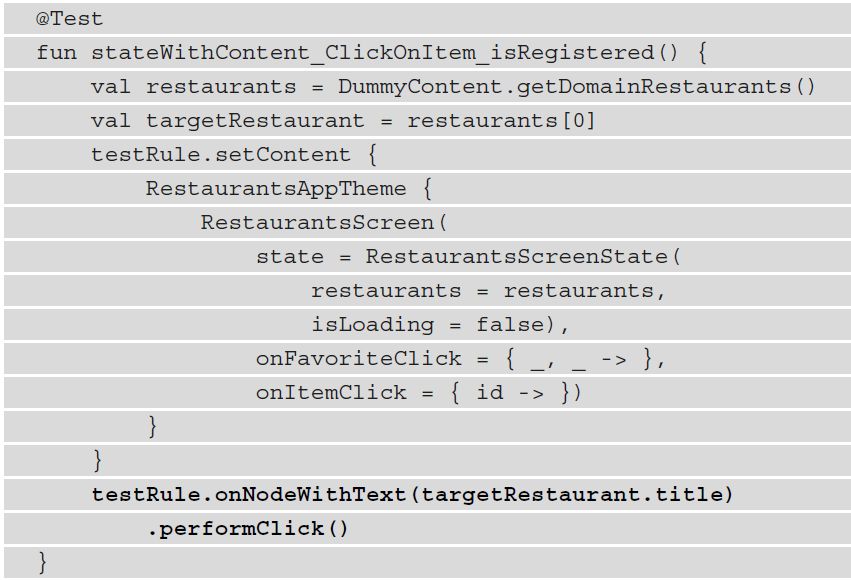 @Test
fun stateWithContent_ClickOnItem_isRegistered() {
    val restaurants = DummyContent.getDomainRestaurants()
    val targetRestaurant = restaurants[0]
    testRule.setContent {
        RestaurantsAppTheme {
            RestaurantsScreen(
                state = RestaurantsScreenState(
                    restaurants = restaurants,
                    isLoading = false),
                onFavoriteClick = { _, _ -> },
                onItemClick = { id -> })
        }
    }
    testRule.onNodeWithText(targetRestaurant.title)
        .performClick()
}